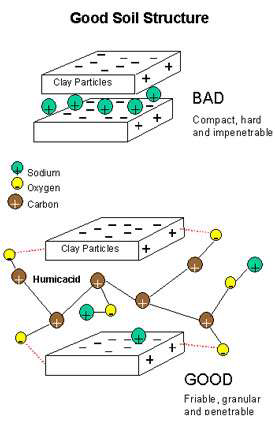 Good Soil Structure
Clay Particles
BAD
Compact, hard
and impenetrable
Sodium
Oxygen
Carbon
Clay Particles
Humicacid
GOOD
Friable, granular
and penetrable